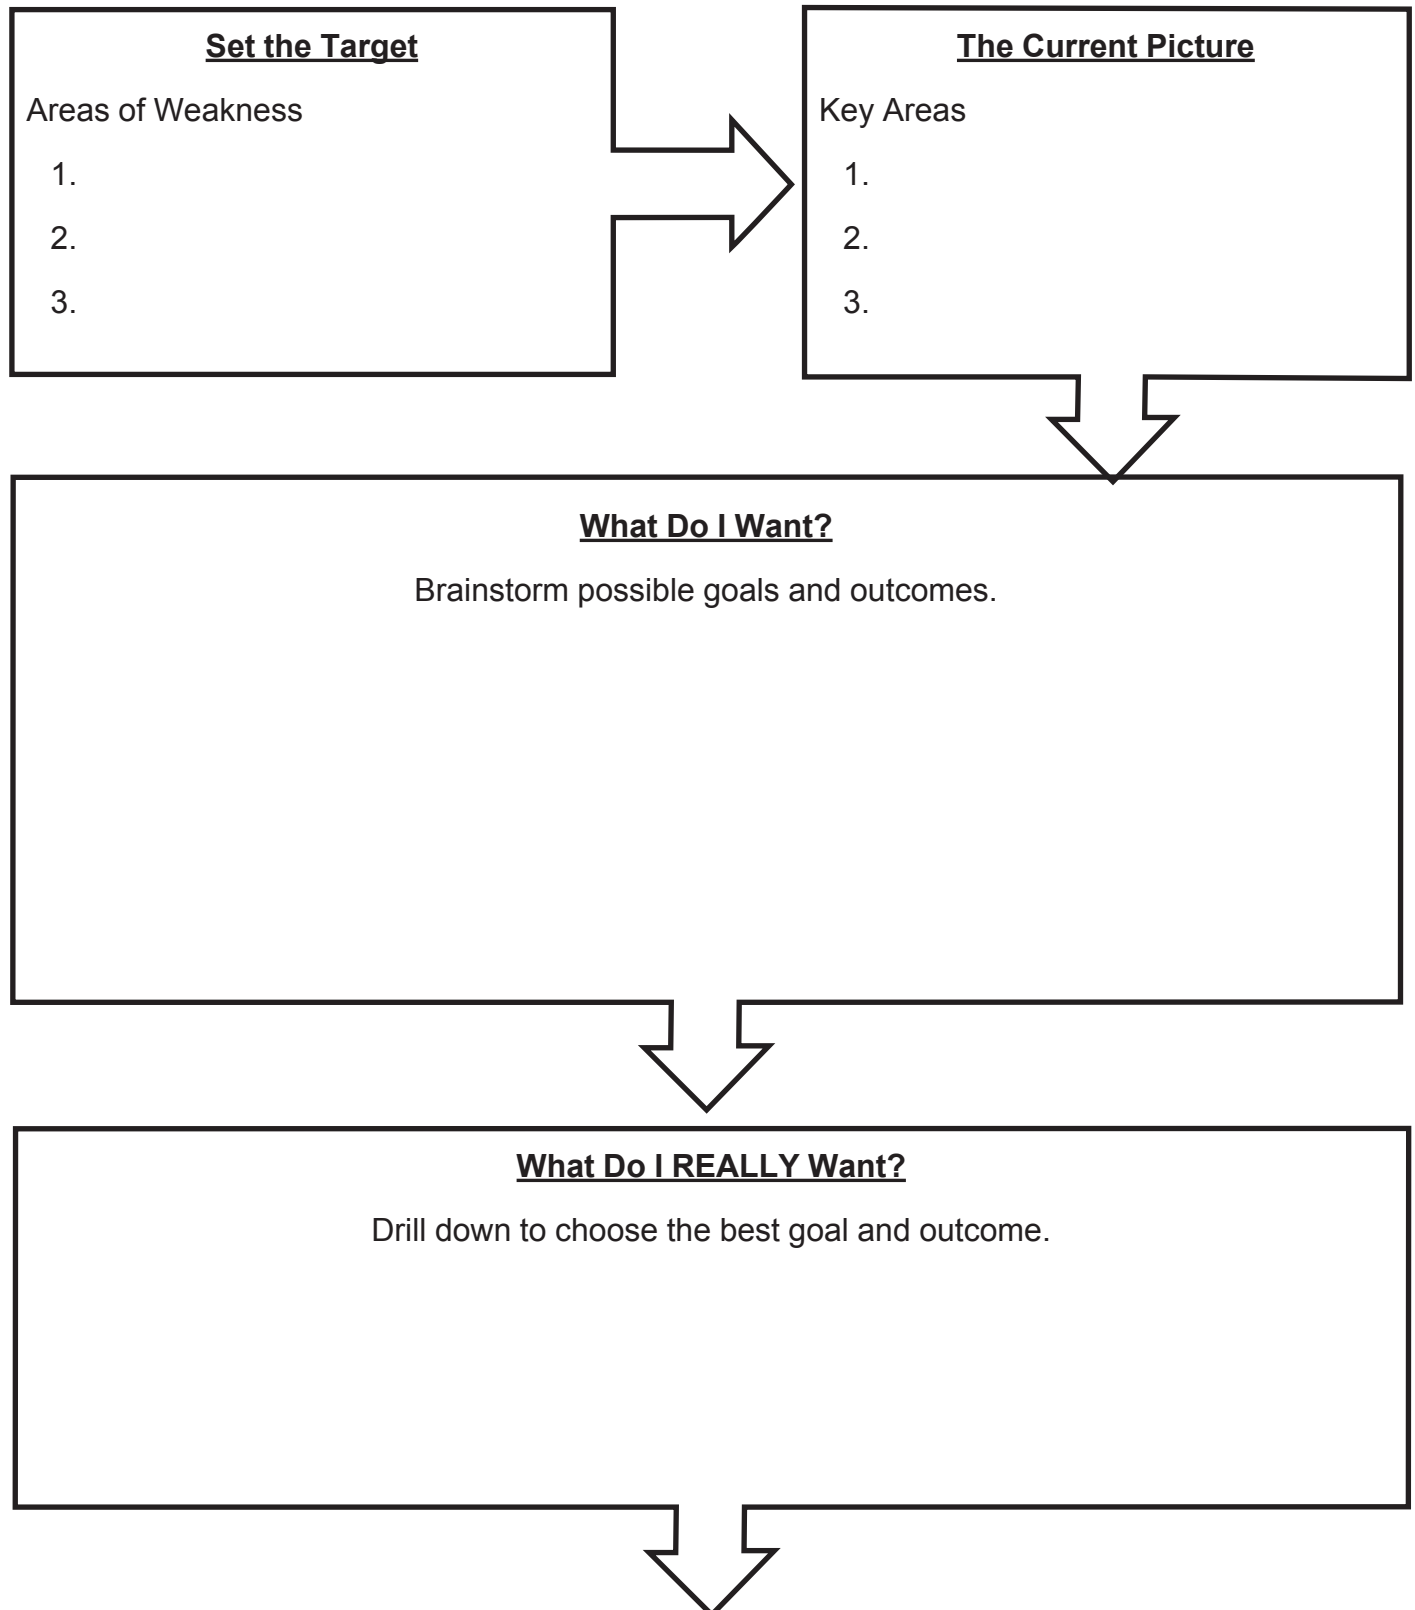 Set the Target
Areas of Weakness
1.
2.
3.
The Current Picture
Key Areas
1.
2.
3.
What Do I Want?
Brainstorm possible goals and outcomes.
What Do I REALLY Want?
Drill down to choose the best goal and outcome.